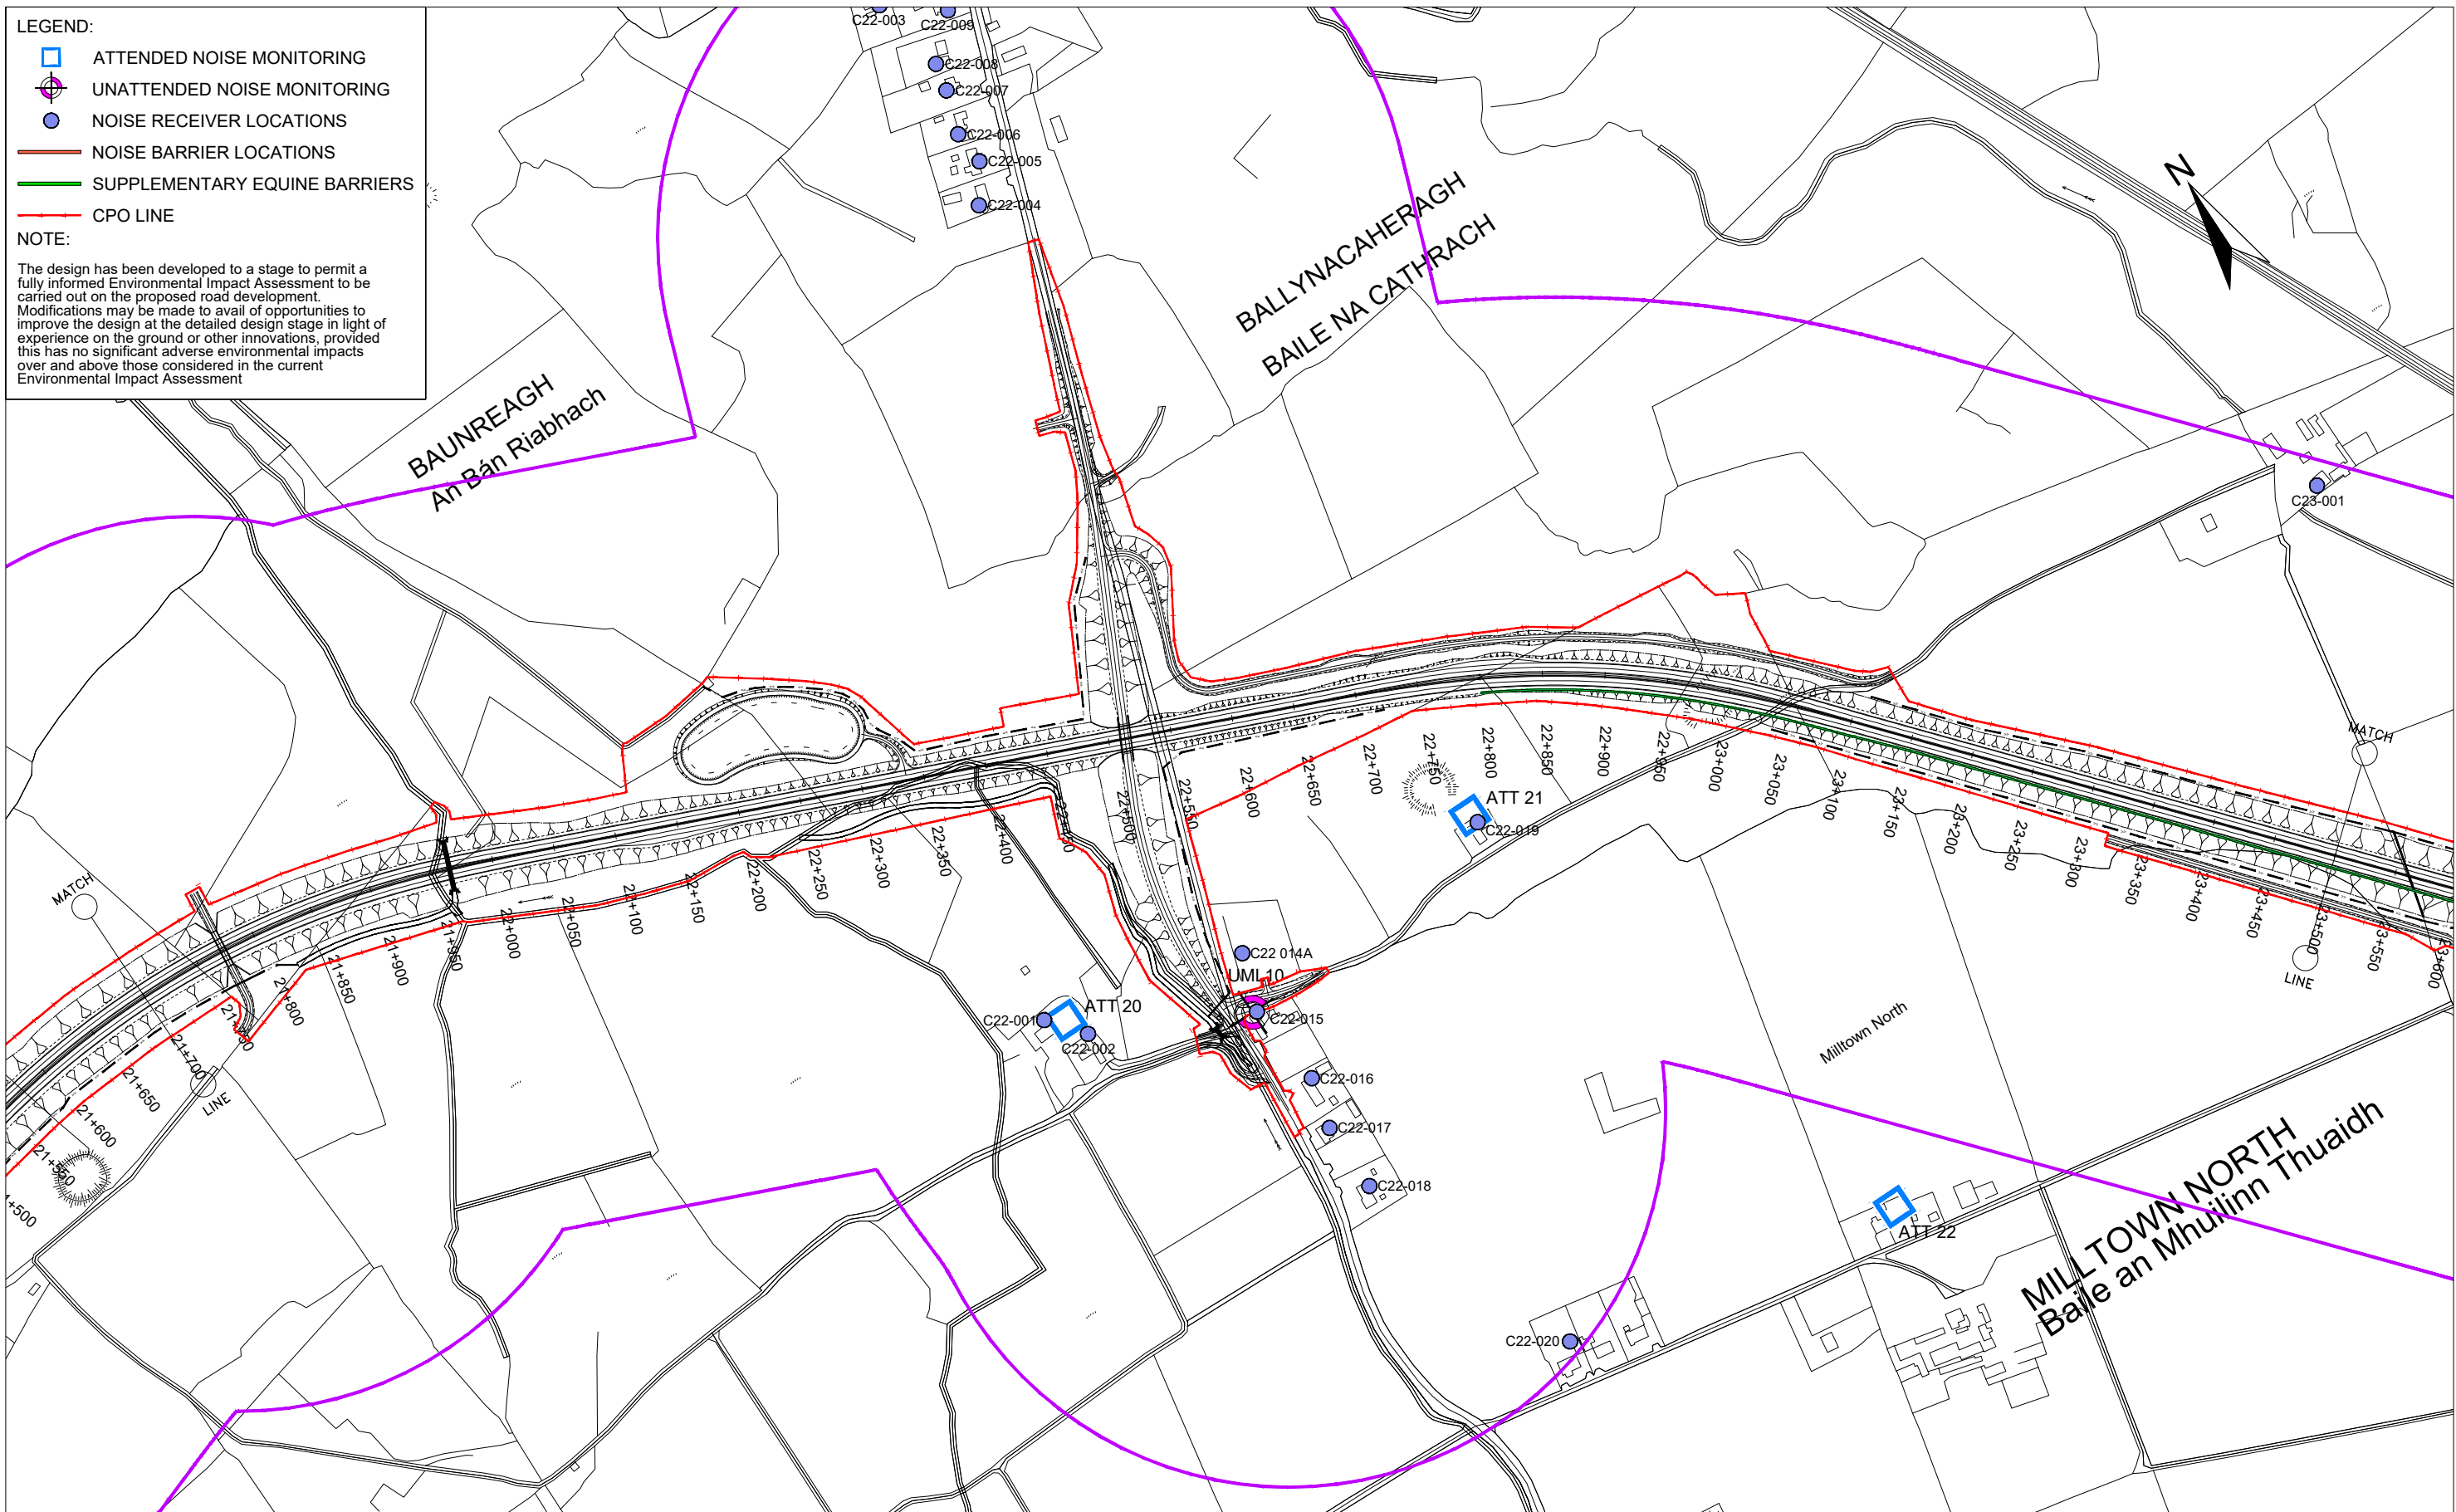 LEGEND:
ATTENDED NOISE MONITORING
UNATTENDED NOISE MONITORING
NOISE RECEIVER LOCATIONS
NOISE BARRIER LOCATIONS
SUPPLEMENTARY EQUINE BARRIERS
CPO LINE
NOTE:
The design has been developed to a stage to permit a
fully informed Environmental Impact Assessment to be
carried out on the proposed road development.
Modifications may be made to avail of opportunities to
improve the design at the detailed design stage in light of
experience on the ground or other innovations, provided
this has no significant adverse environmental impacts
over and above those considered in the current
Environmental Impact Assessment
C22-003
C22-009
C22-008
C22-007
C22-006
C22-005
C22-004
N
BALLYNACAHERAGH
BAILE NA CATHRACH
BAUNREAGH
An Bán Riabhach
C23-001
MATCH
LINE
MATCH
LINE
ATT 21
C22-019
C22 014A
UML10
C22-015
ATT 20
C22-001
C22-002
C22-016
C22-017
C22-018
C22-020
ATT 22
Milltown North
MILLTOWN NORTH
Baile an Mhuilinn Thuaidh
1+500
21+550
21+600
21+650
21+700
21+800
21+850
21+900
21+950
22+000
22+050
22+100
22+150
22+200
22+250
22+300
22+350
22+400
22+450
22+500
22+550
22+600
22+650
22+700
22+750
22+800
22+850
22+900
22+950
23+000
23+050
23+100
23+150
23+200
23+250
23+300
23+350
23+400
23+450
23+500
23+550
23+600